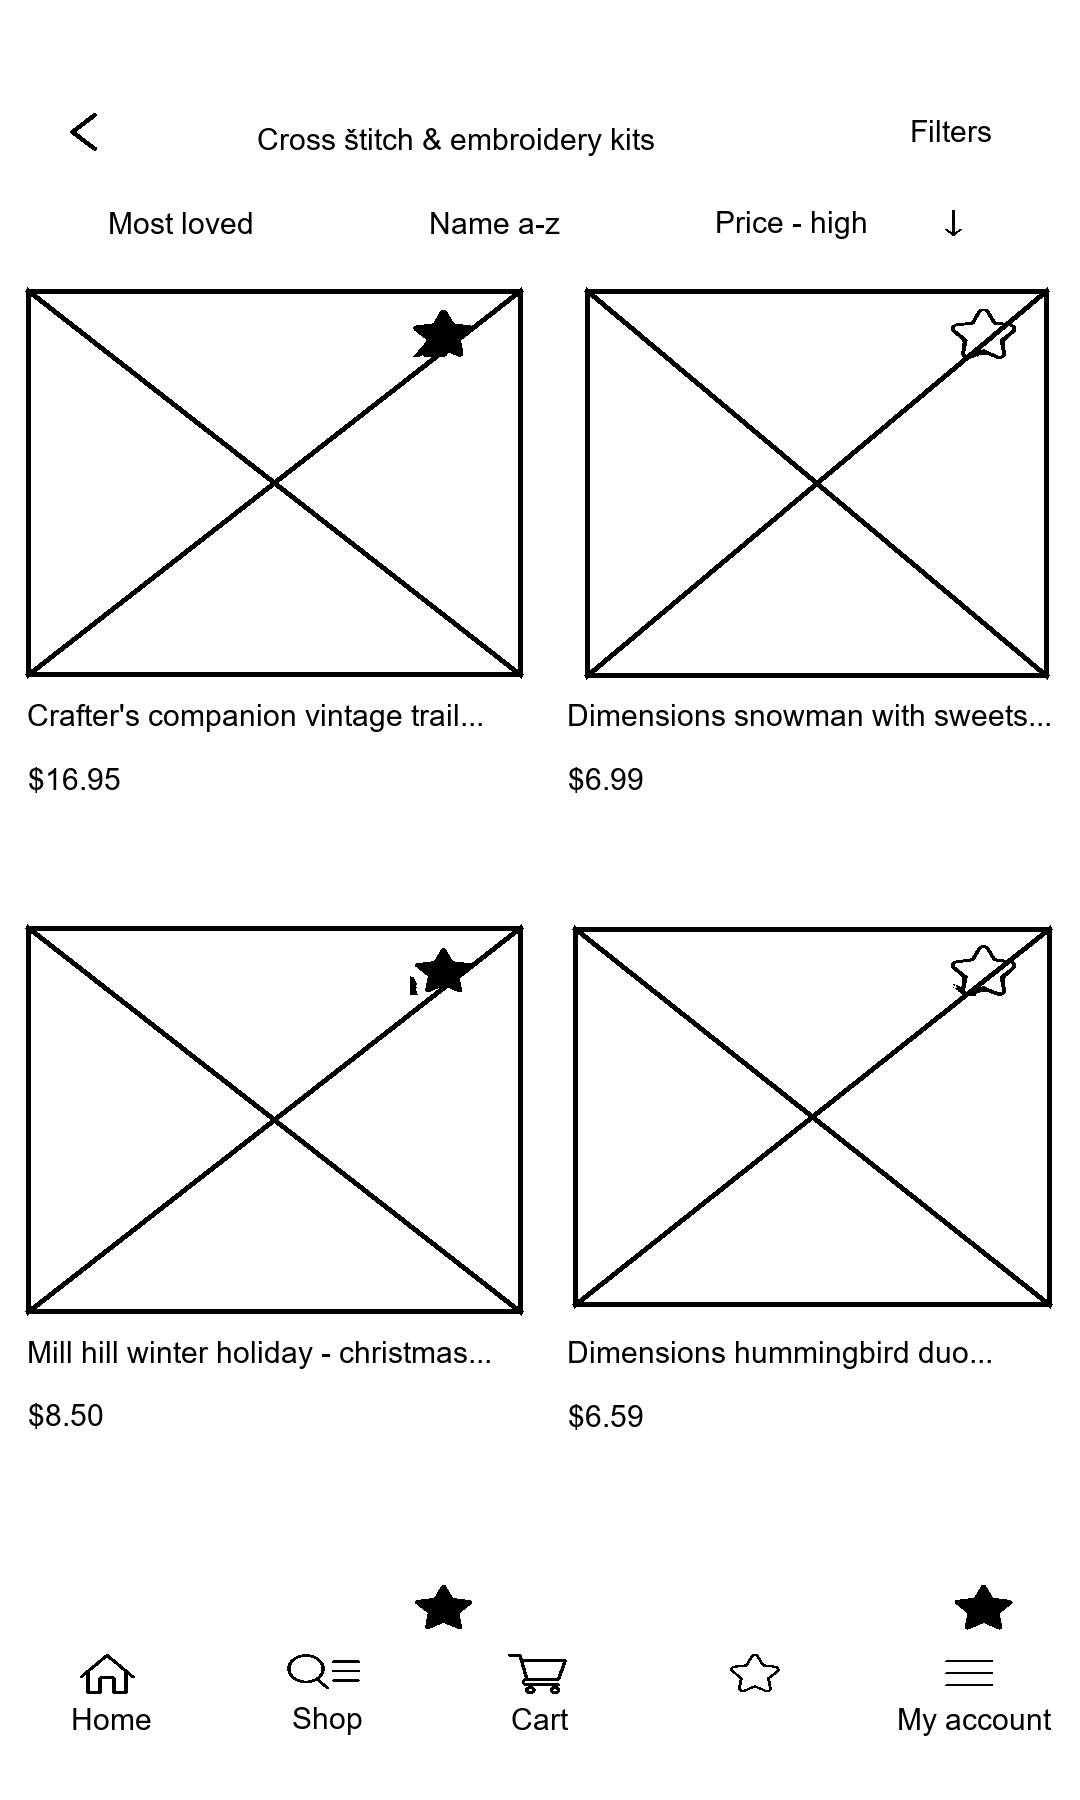 Cross štitch & embroidery kits
Filters
Most loved
Name a-z
Price - high ↓
Crafter's companion vintage trail...
Dimensions snowman with sweets...
$16.95
$6.99
Mill hill winter holiday - christmas...
Dimensions hummingbird duo...
$8.50
$6.59
Home
Shop
Cart
My account